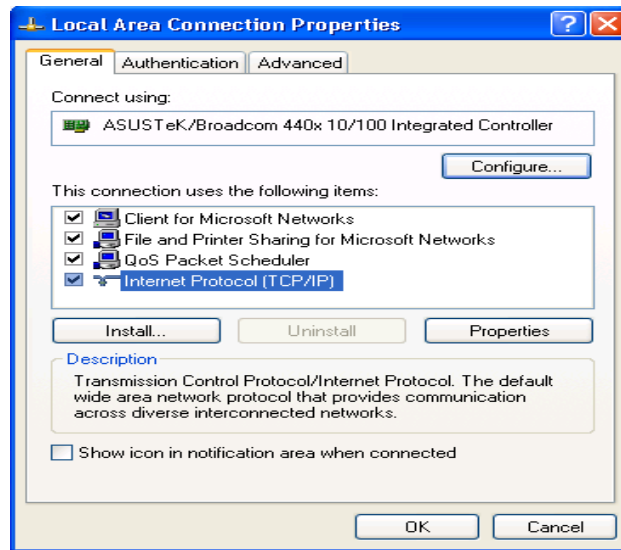 Local Area Connection Properties
General Authentication Advanced
Connect using:
ASUSTeK/Broadcom 440x 10/100 Integrated Controller
Configure...
This connection uses the following items:
Client for Microsoft Networks
File and Printer Sharing for Microsoft Networks
QoS Packet Scheduler
Internet Protocol (TCP/IP)
Install... Uninstall Properties
Description
Transmission Control Protocol/Internet Protocol. The default
wide area network protocol that provides communication
across diverse interconnected networks.
Show icon in notification area when connected
OK Cancel